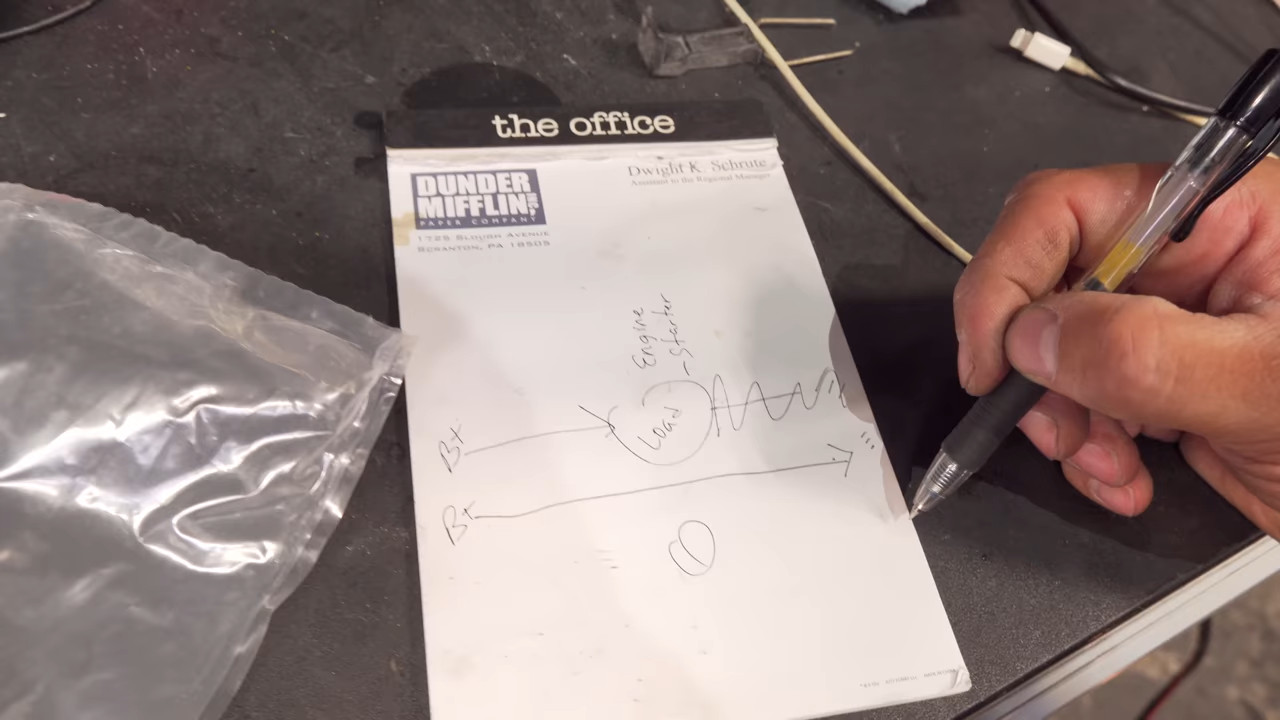 the office
DUNDER
MIFFLIN, INC
PAPER COMPANY
1725 SLOUGH AVENUE
SCRANTON, PA 18505
Dwight K. Schrute
Assistant to the Regional Manager
Engine
- Starter
B+
Load
B+